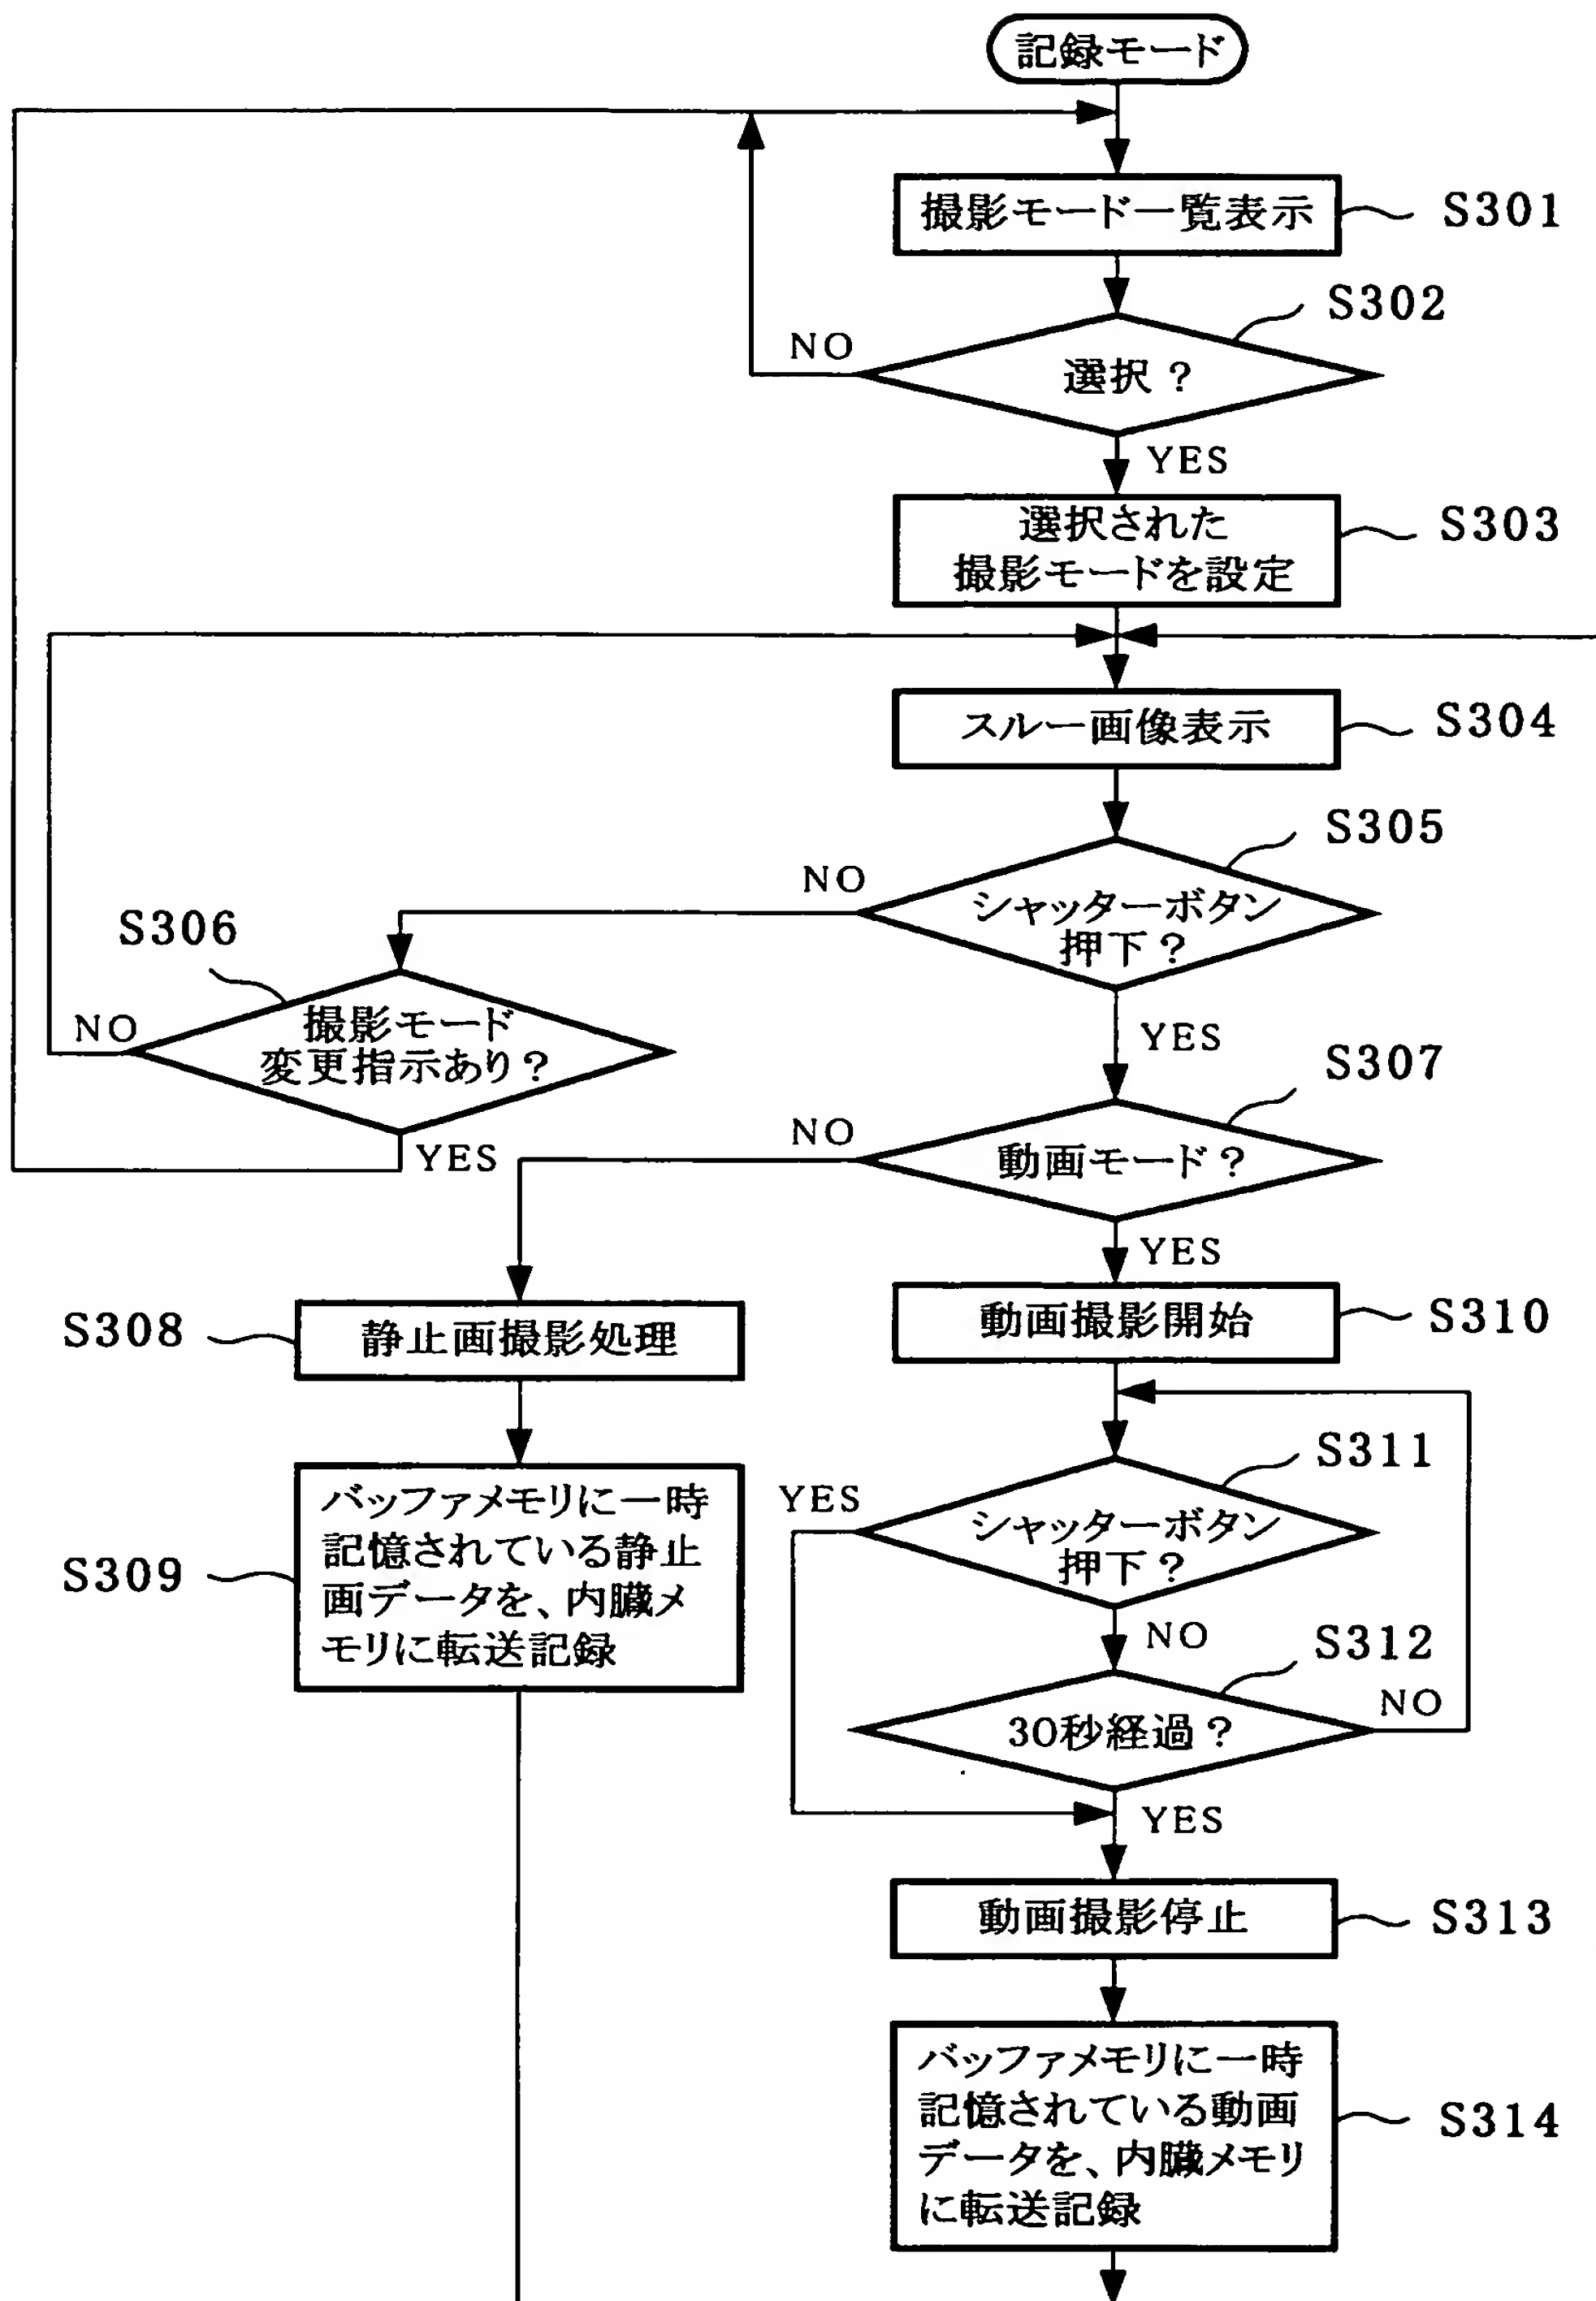 記録モード
撮影モード一覧表示
S301
S302
NO
選択？
YES
選択された
撮影モードを設定
S303
スルー画像表示
S304
S305
NO
シャッターボタン
押下？
S306
NO
撮影モード
変更指示あり？
YES
YES
S307
NO
動画モード？
YES
S308
静止画撮影処理
動画撮影開始
S310
S309
バッファメモリに一時
記憶されている静止
画データを、内臓メ
モリに転送記録
S311
YES
シャッターボタン
押下？
NO
S312
30秒経過？
NO
YES
動画撮影停止
S313
バッファメモリに一時
記憶されている動画
データを、内臓メモリ
に転送記録
S314